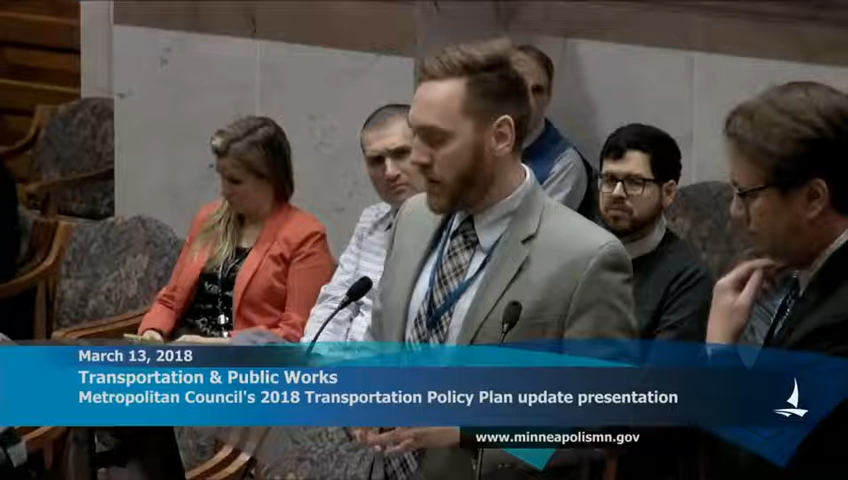 March 13, 2018
Transportation & Public Works
Metropolitan Council's 2018 Transportation Policy Plan update presentation
www.minneapolismn.gov